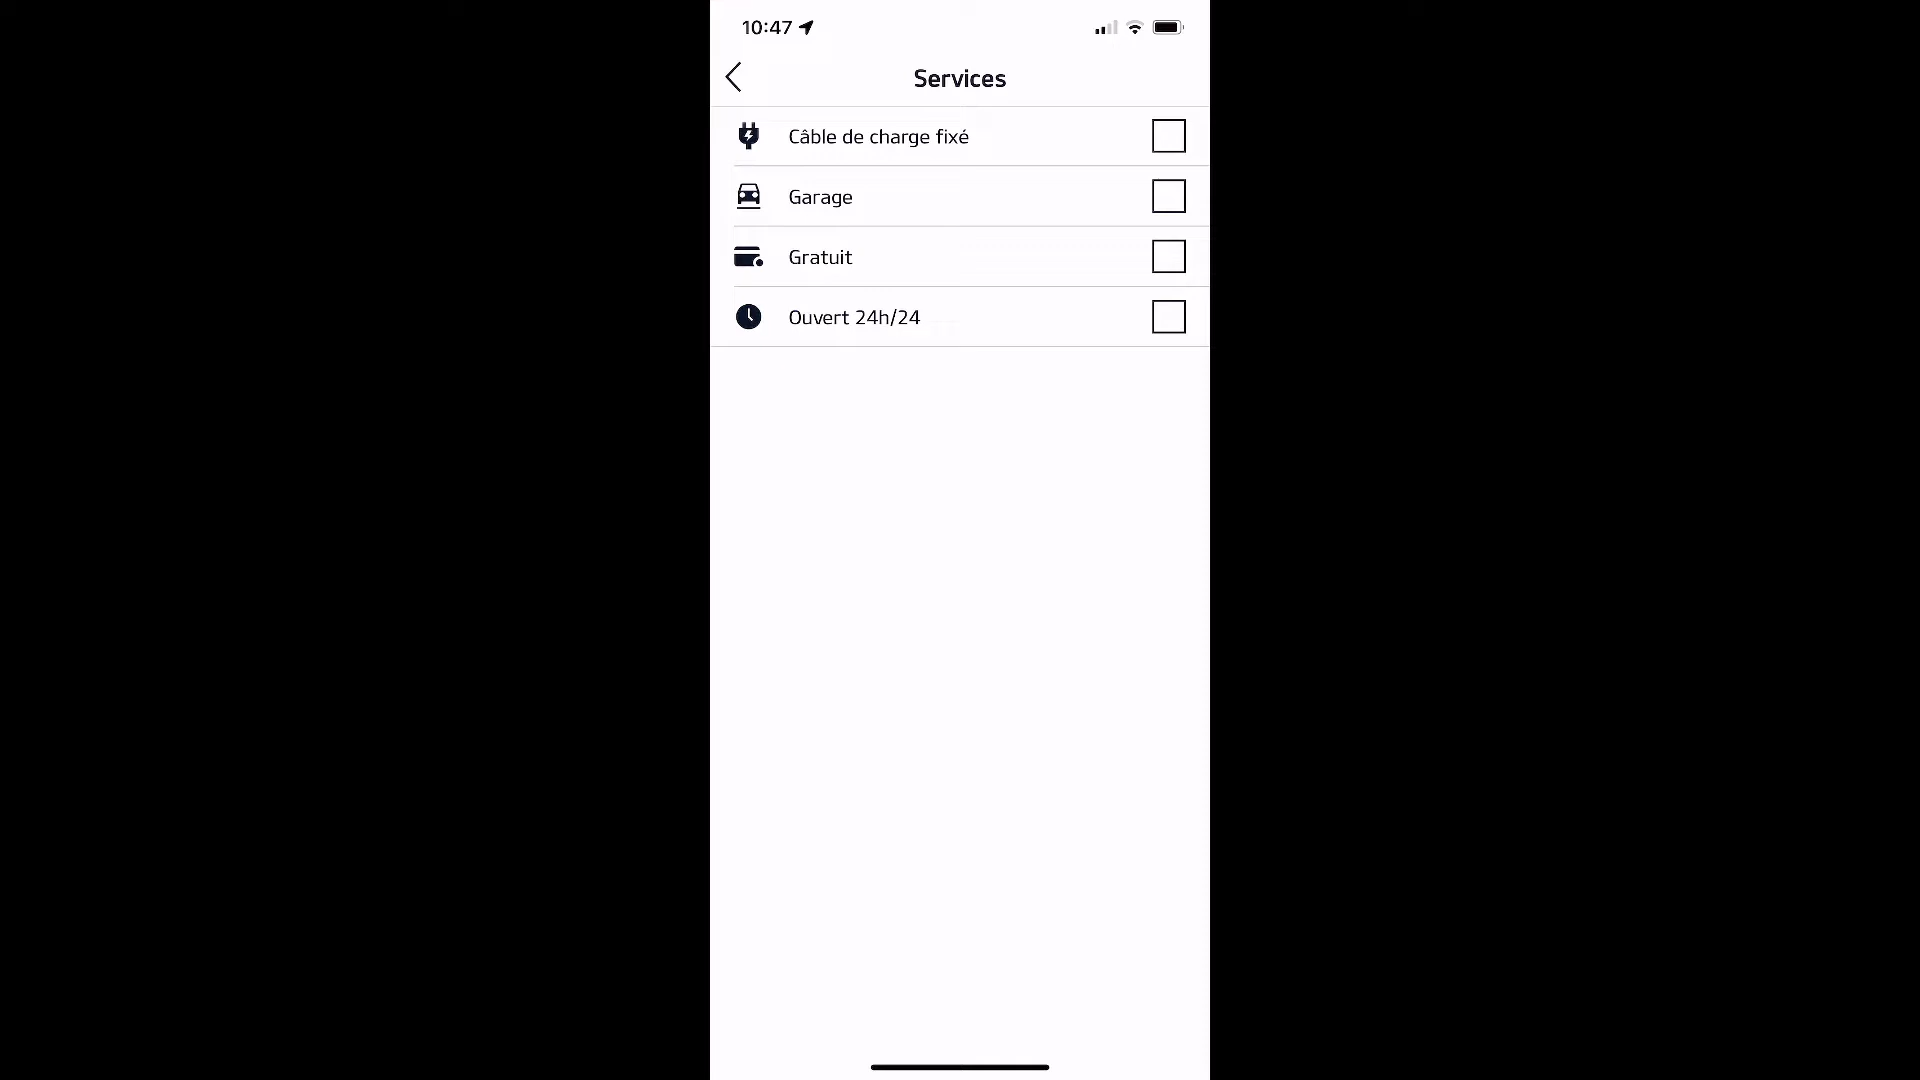 10:47
Services
Câble de charge fixé
Garage
Gratuit
Ouvert 24h/24